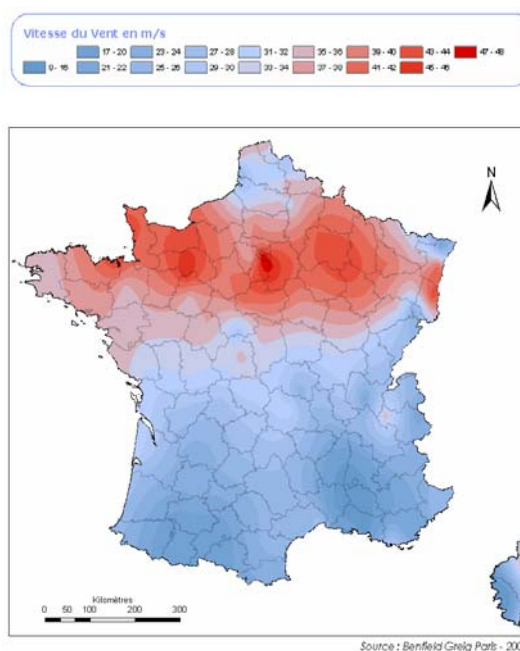 Vitesse du Vent en m/s
17 - 20 23 - 24 27 - 28 31 - 32 35 - 36 39 - 40 43 - 44 47 - 48
0 - 16 21 - 22 25 - 26 29 - 30 33 - 34 37 - 38 41 - 42 45 - 46
N
Kilomètres
0 50 100 200 300
Source : Benfield Greig Paris - 200